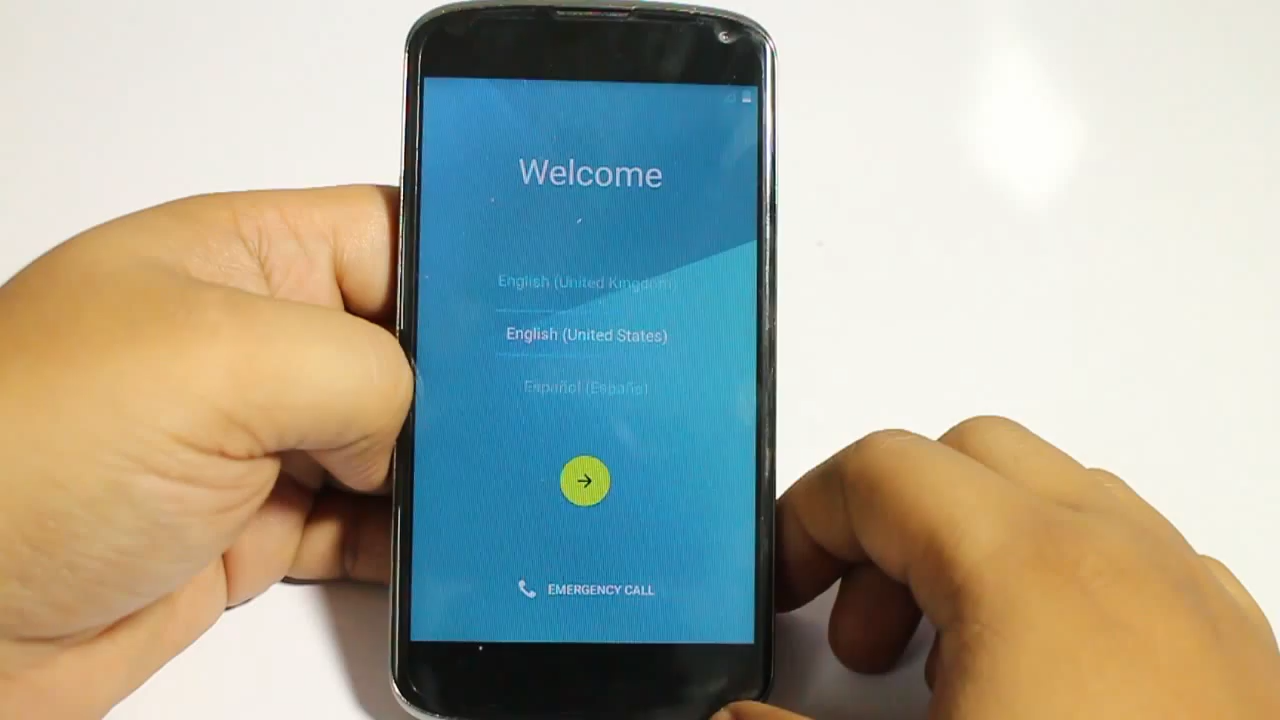 Welcome
English (United Kingdom)
English (United States)
Español (España)
EMERGENCY CALL